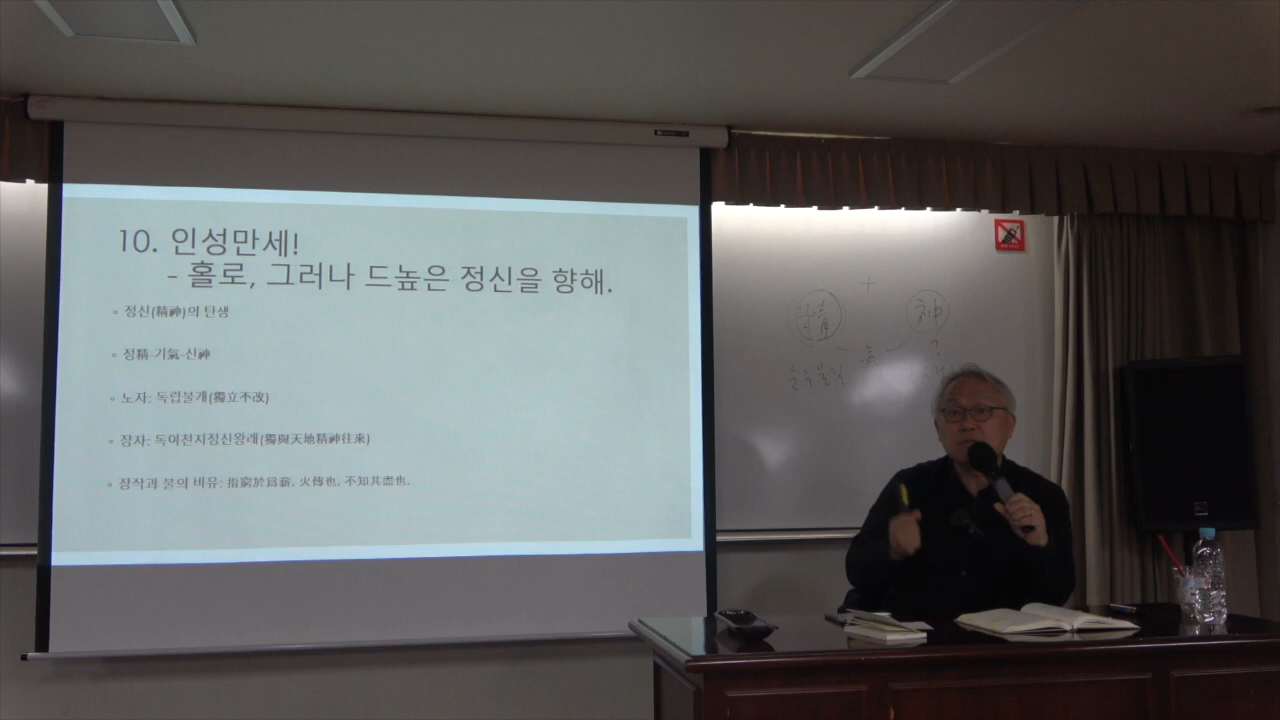 10. 인성만세!
- 홀로, 그러나 드높은 정신을 향해.
정신(精神)의 탄생
정精-기氣-신神
노자: 독립불개(獨立不改)
장자: 독여천지정신왕래(獨與天地精神往來)
장작과 불의 비유: 指窮於爲薪, 火傳也, 不知其盡也.
精 神
氣